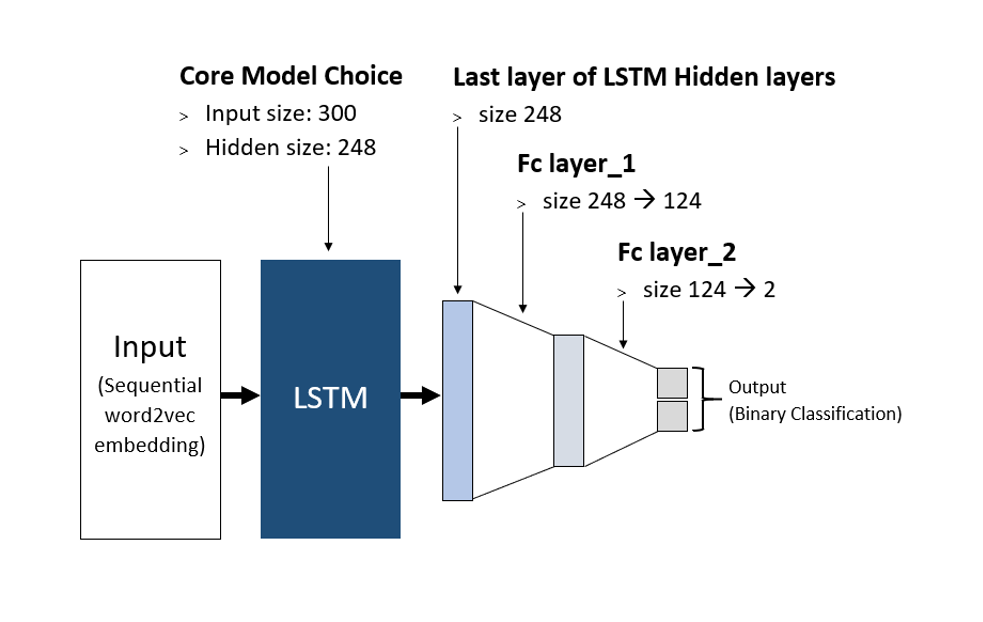 Core Model Choice
> Input size: 300
> Hidden size: 248
Last layer of LSTM Hidden layers
> size 248
Fc layer_1
> size 248 → 124
Fc layer_2
> size 124 → 2
Input
(Sequential
word2vec
embedding)
LSTM
Output
(Binary Classification)